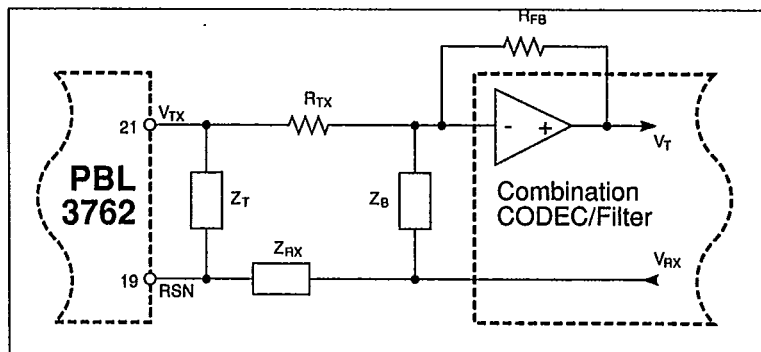 RFB
21
VTX
RTX
- +
VT
PBL
3762
ZT
ZB
Combination
CODEC/Filter
ZRX
VRX
19
RSN